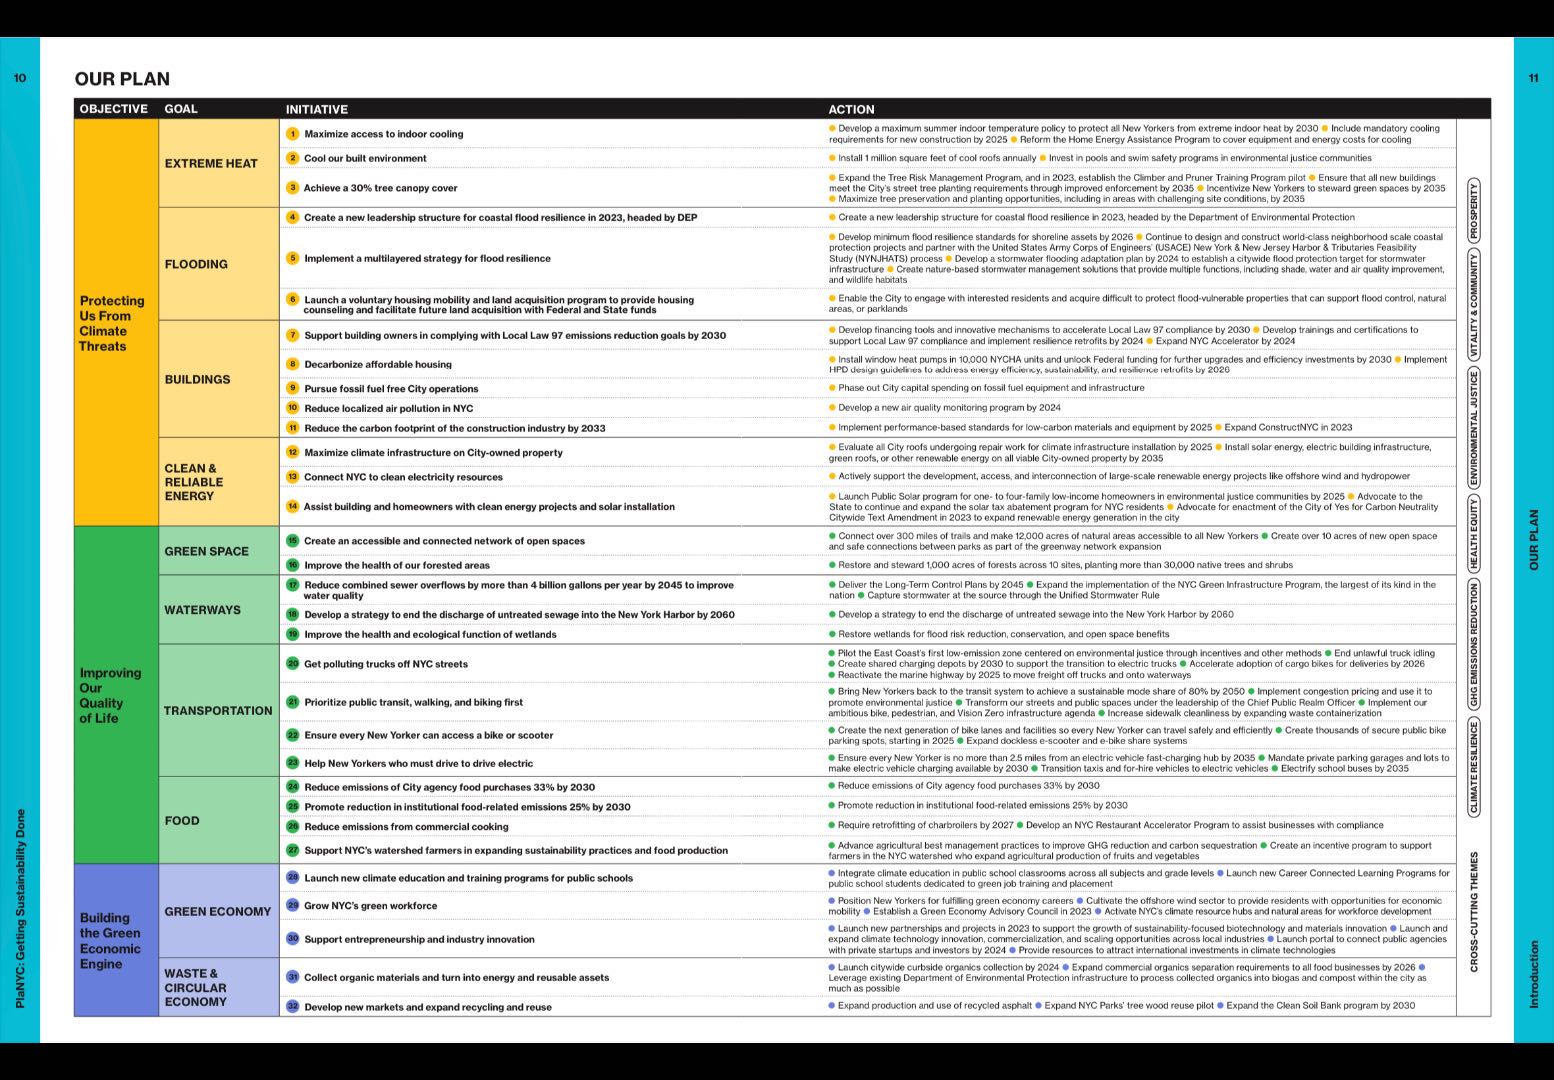 10
OUR PLAN
11
OBJECTIVE GOAL INITIATIVE ACTION
Protecting
Us From
Climate
Threats
EXTREME HEAT
1 Maximize access to indoor cooling
● Develop a maximum summer indoor temperature policy to protect all New Yorkers from extreme indoor heat by 2030 ● Include mandatory cooling
requirements for new construction by 2025 ● Reform the Home Energy Assistance Program to cover equipment and energy costs for cooling
2 Cool our built environment
● Install 1 million square feet of cool roofs annually ● Invest in pools and swim safety programs in environmental justice communities
3 Achieve a 30% tree canopy cover
● Expand the Tree Risk Management Program, and in 2023, establish the Climber and Pruner Training Program pilot ● Ensure that all new buildings
meet the City's street tree planting requirements through improved enforcement by 2035 ● Incentivize New Yorkers to steward green spaces by 2035
● Maximize tree preservation and planting opportunities, including in areas with challenging site conditions, by 2035
FLOODING
4 Create a new leadership structure for coastal flood resilience in 2023, headed by DEP
● Create a new leadership structure for coastal flood resilience in 2023, headed by the Department of Environmental Protection
5 Implement a multilayered strategy for flood resilience
● Develop minimum flood resilience standards for shoreline assets by 2026 ● Continue to design and construct world-class neighborhood scale coastal
protection projects and partner with the United States Army Corps of Engineers' (USACE) New York & New Jersey Harbor & Tributaries Feasibility
Study (NYNJHATS) process ● Develop a stormwater flooding adaptation plan by 2024 to establish a citywide flood protection target for stormwater
infrastructure ● Create nature-based stormwater management solutions that provide multiple functions, including shade, water and air quality improvement,
and wildlife habitats
6 Launch a voluntary housing mobility and land acquisition program to provide housing
counseling and facilitate future land acquisition with Federal and State funds
● Enable the City to engage with interested residents and acquire difficult to protect flood-vulnerable properties that can support flood control, natural
areas, or parklands
BUILDINGS
7 Support building owners in complying with Local Law 97 emissions reduction goals by 2030
● Develop financing tools and innovative mechanisms to accelerate Local Law 97 compliance by 2030 ● Develop trainings and certifications to
support Local Law 97 compliance and implement resilience retrofits by 2024 ● Expand NYC Accelerator by 2024
8 Decarbonize affordable housing
● Install window heat pumps in 10,000 NYCHA units and unlock Federal funding for further upgrades and efficiency investments by 2030 ● Implement
HPD design guidelines to address energy efficiency, sustainability, and resilience retrofits by 2026
9 Pursue fossil fuel free City operations
● Phase out City capital spending on fossil fuel equipment and infrastructure
10 Reduce localized air pollution in NYC
● Develop a new air quality monitoring program by 2024
11 Reduce the carbon footprint of the construction industry by 2033
● Implement performance-based standards for low-carbon materials and equipment by 2025 ● Expand ConstructNYC in 2023
CLEAN &
RELIABLE
ENERGY
12 Maximize climate infrastructure on City-owned property
● Evaluate all City roofs undergoing repair work for climate infrastructure installation by 2025 ● Install solar energy, electric building infrastructure,
green roofs, or other renewable energy on all viable City-owned property by 2035
13 Connect NYC to clean electricity resources
● Actively support the development, access, and interconnection of large-scale renewable energy projects like offshore wind and hydropower
14 Assist building and homeowners with clean energy projects and solar installation
● Launch Public Solar program for one- to four-family low-income homeowners in environmental justice communities by 2025 ● Advocate to the
State to continue and expand the solar tax abatement program for NYC residents ● Advocate for enactment of the City of Yes for Carbon Neutrality
Citywide Text Amendment in 2023 to expand renewable energy generation in the city
Improving
Our
Quality
of Life
GREEN SPACE
15 Create an accessible and connected network of open spaces
● Connect over 300 miles of trails and make 12,000 acres of natural areas accessible to all New Yorkers ● Create over 10 acres of new open space
and safe connections between parks as part of the greenway network expansion
16 Improve the health of our forested areas
● Restore and steward 1,000 acres of forests across 10 sites, planting more than 30,000 native trees and shrubs
WATERWAYS
17 Reduce combined sewer overflows by more than 4 billion gallons per year by 2045 to improve
water quality
● Deliver the Long-Term Control Plans by 2045 ● Expand the implementation of the NYC Green Infrastructure Program, the largest of its kind in the
nation ● Capture stormwater at the source through the Unified Stormwater Rule
18 Develop a strategy to end the discharge of untreated sewage into the New York Harbor by 2060
● Develop a strategy to end the discharge of untreated sewage into the New York Harbor by 2060
19 Improve the health and ecological function of wetlands
● Restore wetlands for flood risk reduction, conservation, and open space benefits
TRANSPORTATION
20 Get polluting trucks off NYC streets
● Pilot the East Coast's first low-emission zone centered on environmental justice through incentives and other methods ● End unlawful truck idling
● Create shared charging depots by 2030 to support the transition to electric trucks ● Accelerate adoption of cargo bikes for deliveries by 2026
● Reactivate the marine highway by 2025 to move freight off trucks and onto waterways
21 Prioritize public transit, walking, and biking first
● Bring New Yorkers back to the transit system to achieve a sustainable mode share of 80% by 2050 ● Implement congestion pricing and use it to
promote environmental justice ● Transform our streets and public spaces under the leadership of the Chief Public Realm Officer ● Implement our
ambitious bike, pedestrian, and Vision Zero infrastructure agenda ● Increase sidewalk cleanliness by expanding waste containerization
22 Ensure every New Yorker can access a bike or scooter
● Create the next generation of bike lanes and facilities so every New Yorker can travel safely and efficiently ● Create thousands of secure public bike
parking spots, starting in 2025 ● Expand dockless e-scooter and e-bike share systems
23 Help New Yorkers who must drive to drive electric
● Ensure every New Yorker is no more than 2.5 miles from an electric vehicle fast-charging hub by 2035 ● Mandate private parking garages and lots to
make electric vehicle charging available by 2030 ● Transition taxis and for-hire vehicles to electric vehicles ● Electrify school buses by 2035
FOOD
24 Reduce emissions of City agency food purchases 33% by 2030
● Reduce emissions of City agency food purchases 33% by 2030
25 Promote reduction in institutional food-related emissions 25% by 2030
● Promote reduction in institutional food-related emissions 25% by 2030
26 Reduce emissions from commercial cooking
● Require retrofitting of charbroilers by 2027 ● Develop an NYC Restaurant Accelerator Program to assist businesses with compliance
27 Support NYC's watershed farmers in expanding sustainability practices and food production
● Advance agricultural best management practices to improve GHG reduction and carbon sequestration ● Create an incentive program to support
farmers in the NYC watershed who expand agricultural production of fruits and vegetables
Building
the Green
Economic
Engine
GREEN ECONOMY
28 Launch new climate education and training programs for public schools
● Integrate climate education in public school classrooms across all subjects and grade levels ● Launch new Career Connected Learning Programs for
public school students dedicated to green job training and placement
29 Grow NYC's green workforce
● Position New Yorkers for fulfilling green economy careers ● Cultivate the offshore wind sector to provide residents with opportunities for economic
mobility ● Establish a Green Economy Advisory Council in 2023 ● Activate NYC's climate resource hubs and natural areas for workforce development
30 Support entrepreneurship and industry innovation
● Launch new partnerships and projects in 2023 to support the growth of sustainability-focused biotechnology and materials innovation ● Launch and
expand climate technology innovation, commercialization, and scaling opportunities across local industries ● Launch portal to connect public agencies
with private startups and investors by 2024 ● Provide resources to attract international investments in climate technologies
WASTE &
CIRCULAR
ECONOMY
31 Collect organic materials and turn into energy and reusable assets
● Launch citywide curbside organics collection by 2024 ● Expand commercial organics separation requirements to all food businesses by 2026 ●
Leverage existing Department of Environmental Protection infrastructure to process collected organics into biogas and compost within the city as
much as possible
32 Develop new markets and expand recycling and reuse
● Expand production and use of recycled asphalt ● Expand NYC Parks' tree wood reuse pilot ● Expand the Clean Soil Bank program by 2030
CROSS-CUTTING THEMES
CLIMATE RESILIENCE
GHG EMISSIONS REDUCTION
HEALTH EQUITY
ENVIRONMENTAL JUSTICE
VITALITY & COMMUNITY
PROSPERITY
PlaNYC: Getting Sustainability Done
Introduction
OUR PLAN